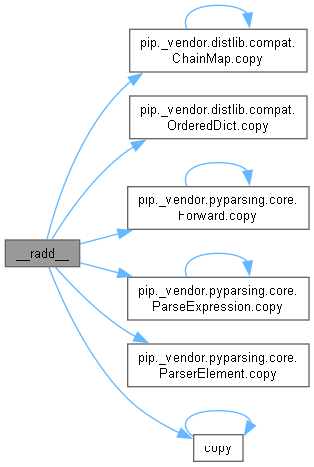 pip._vendor.distlib.compat.
ChainMap.copy
pip._vendor.distlib.compat.
OrderedDict.copy
pip._vendor.pyparsing.core.
Forward.copy
__radd__
pip._vendor.pyparsing.core.
ParseExpression.copy
pip._vendor.pyparsing.core.
ParserElement.copy
copy